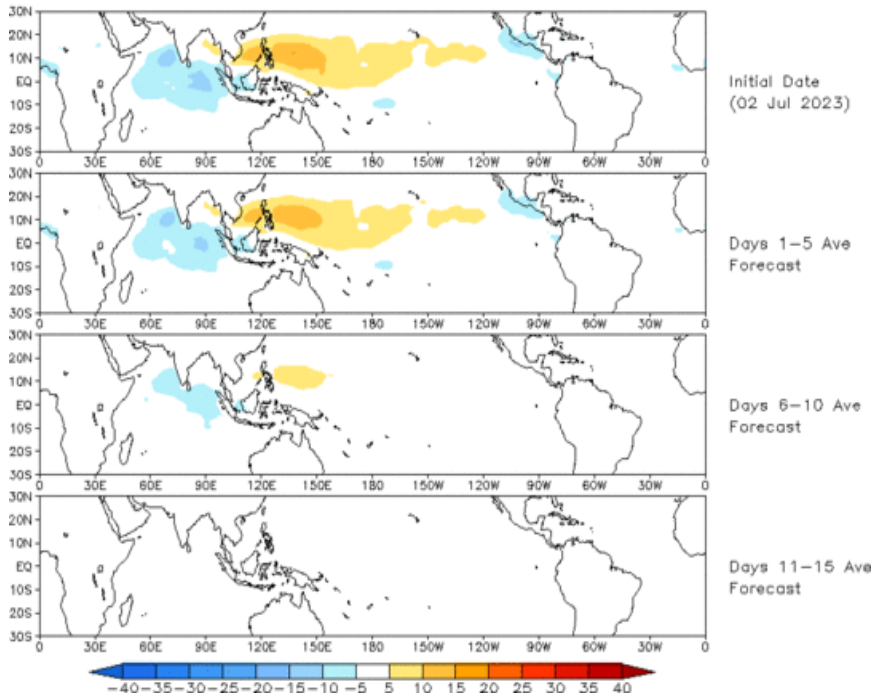 30N
20N
10N
EQ
10S
20S
30S
0 30E 60E 90E 120E 150E 180 150W 120W 90W 60W 30W 0
Initial Date
(02 Jul 2023)
30N
20N
10N
EQ
10S
20S
30S
0 30E 60E 90E 120E 150E 180 150W 120W 90W 60W 30W 0
Days 1-5 Ave
Forecast
30N
20N
10N
EQ
10S
20S
30S
0 30E 60E 90E 120E 150E 180 150W 120W 90W 60W 30W 0
Days 6-10 Ave
Forecast
30N
20N
10N
EQ
10S
20S
30S
0 30E 60E 90E 120E 150E 180 150W 120W 90W 60W 30W 0
Days 11-15 Ave
Forecast
-40 -35 -30 -25 -20 -15 -10 -5 5 10 15 20 25 30 35 40